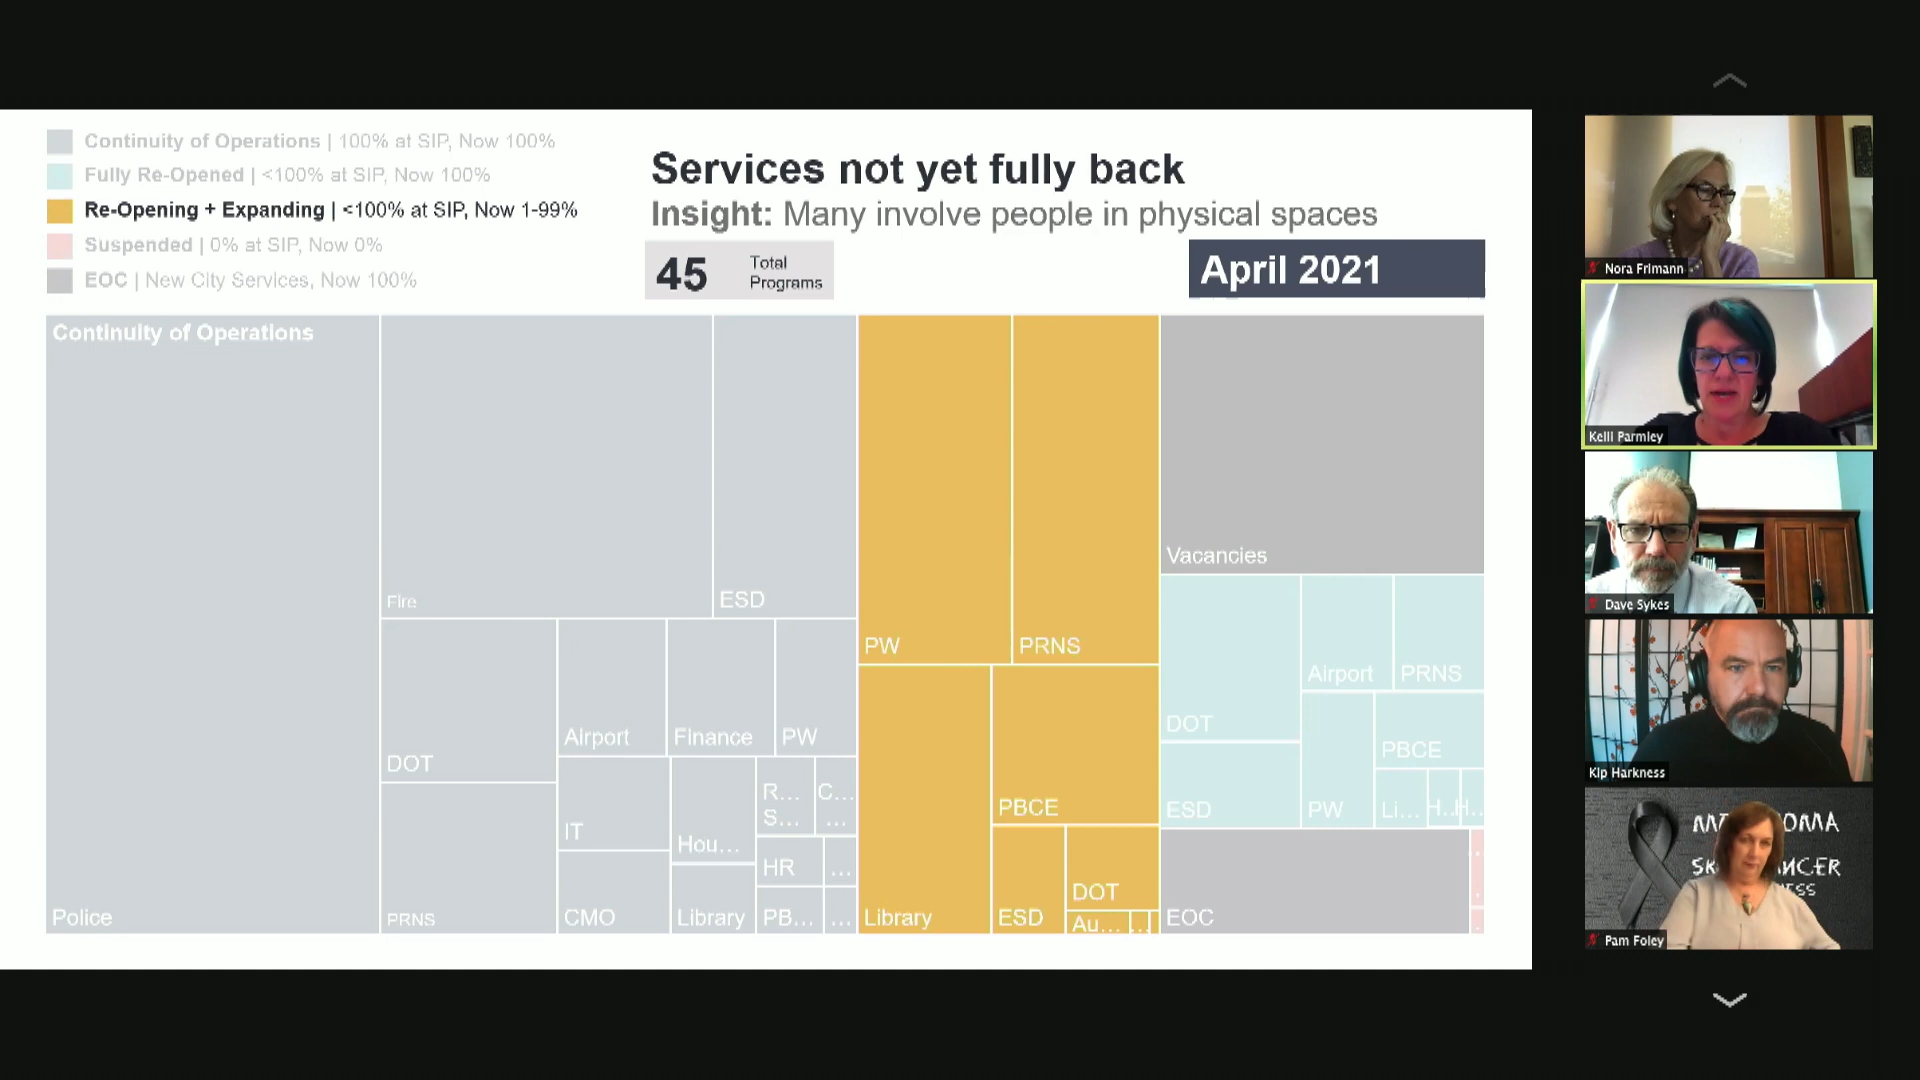 Continuity of Operations | 100% at SIP, Now 100%
Fully Re-Opened | <100% at SIP, Now 100%
Re-Opening + Expanding | <100% at SIP, Now 1-99%
Suspended | 0% at SIP, Now 0%
EOC | New City Services, Now 100%
Services not yet fully back
Insight: Many involve people in physical spaces
45 Total Programs
April 2021
Continuity of Operations
Police
Fire
ESD
DOT
PRNS
Airport
Finance
PW
IT
CMO
Hou...
Library
R...
S...
C...
...
HR
...
PB...
...
PW
PRNS
Library
PBCE
ESD
DOT
Au...
...
Vacancies
DOT
Airport
PRNS
ESD
PW
PBCE
Li...
H...
H...
EOC
Nora Frimann
Kelli Parmley
Dave Sykes
Kip Harkness
Pam Foley